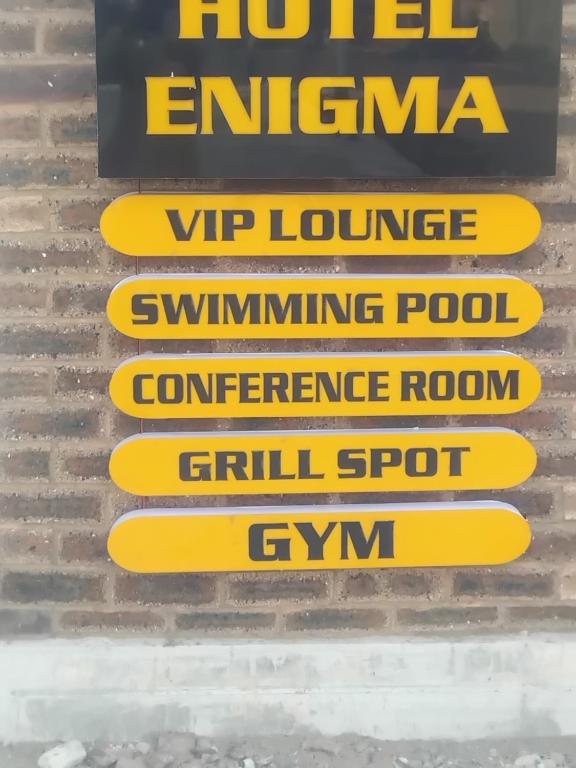 HOTEL
ENIGMA
VIP LOUNGE
SWIMMING POOL
CONFERENCE ROOM
GRILL SPOT
GYM